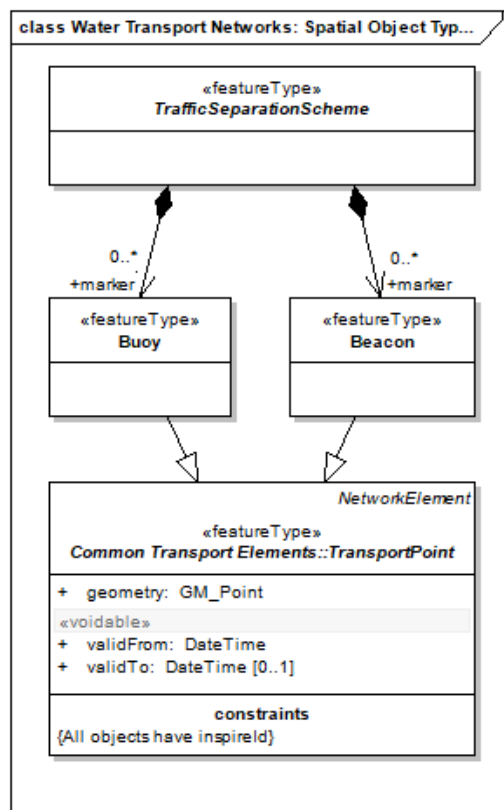 class Water Transport Networks: Spatial Object Typ...
«featureType»
TrafficSeparationScheme
0..*
+marker
0..*
+marker
«featureType»
Buoy
«featureType»
Beacon
NetworkElement
«featureType»
Common Transport Elements::TransportPoint
+ geometry: GM_Point
«voidable»
+ validFrom: DateTime
+ validTo: DateTime [0..1]
constraints
{All objects have inspireId}